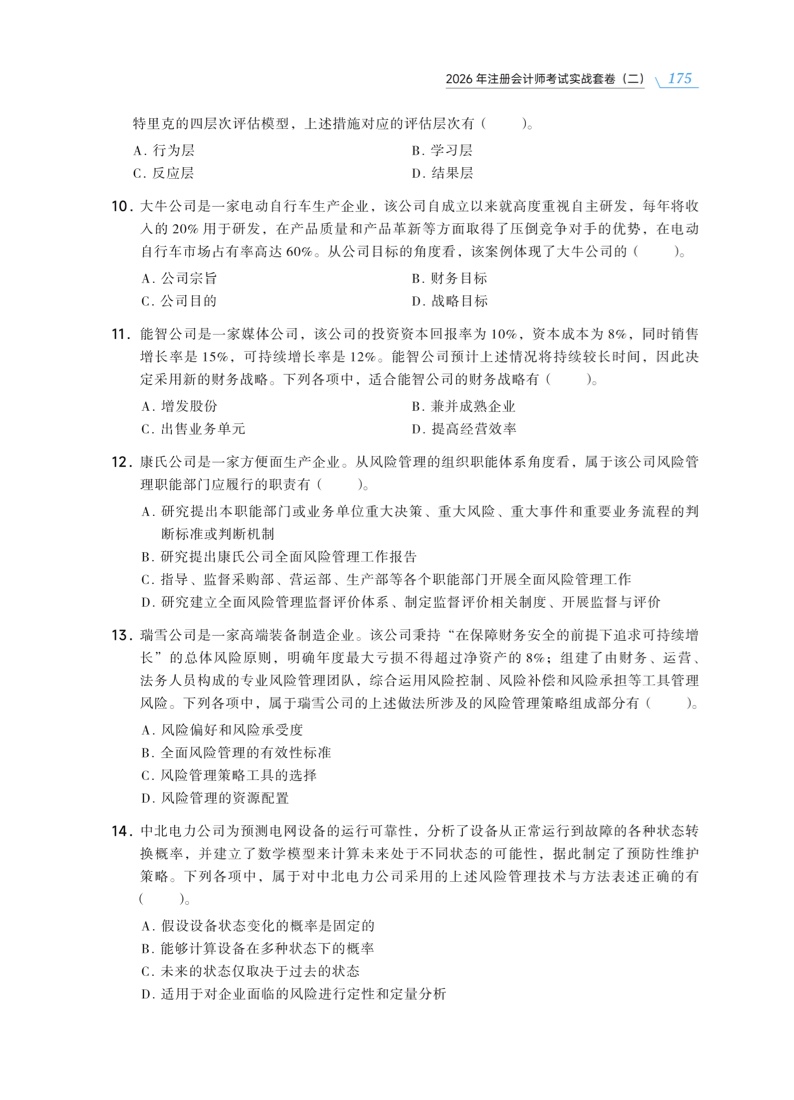 2026 年注册会计师考试实战套卷（二） 175
特里克的四层次评估模型，上述措施对应的评估层次有（　　）。
A. 行为层 B. 学习层
C. 反应层 D. 结果层
10. 大牛公司是一家电动自行车生产企业，该公司自成立以来就高度重视自主研发，每年将收
入的 20% 用于研发，在产品质量和产品革新等方面取得了压倒竞争对手的优势，在电动
自行车市场占有率高达 60%。从公司目标的角度看，该案例体现了大牛公司的（　　）。
A. 公司宗旨 B. 财务目标
C. 公司目的 D. 战略目标
11. 能智公司是一家媒体公司，该公司的投资资本回报率为 10%，资本成本为 8%，同时销售
增长率是 15%，可持续增长率是 12%。能智公司预计上述情况将持续较长时间，因此决
定采用新的财务战略。下列各项中，适合能智公司的财务战略有（　　）。
A. 增发股份 B. 兼并成熟企业
C. 出售业务单元 D. 提高经营效率
12. 康氏公司是一家方便面生产企业。从风险管理的组织职能体系角度看，属于该公司风险管
理职能部门应履行的职责有（　　）。
A. 研究提出本职能部门或业务单位重大决策、重大风险、重大事件和重要业务流程的判
断标准或判断机制
B. 研究提出康氏公司全面风险管理工作报告
C. 指导、监督采购部、营运部、生产部等各个职能部门开展全面风险管理工作
D. 研究建立全面风险管理监督评价体系、制定监督评价相关制度、开展监督与评价
13. 瑞雪公司是一家高端装备制造企业。该公司秉持“在保障财务安全的前提下追求可持续增
长”的总体风险原则，明确年度最大亏损不得超过净资产的 8%；组建了由财务、运营、
法务人员构成的专业风险管理团队，综合运用风险控制、风险补偿和风险承担等工具管理
风险。下列各项中，属于瑞雪公司的上述做法所涉及的风险管理策略组成部分有（　　）。
A. 风险偏好和风险承受度
B. 全面风险管理的有效性标准
C. 风险管理策略工具的选择
D. 风险管理的资源配置
14. 中北电力公司为预测电网设备的运行可靠性，分析了设备从正常运行到故障的各种状态转
换概率，并建立了数学模型来计算未来处于不同状态的可能性，据此制定了预防性维护
策略。下列各项中，属于对中北电力公司采用的上述风险管理技术与方法表述正确的有
（　　）。
A. 假设设备状态变化的概率是固定的
B. 能够计算设备在多种状态下的概率
C. 未来的状态仅取决于过去的状态
D. 适用于对企业面临的风险进行定性和定量分析